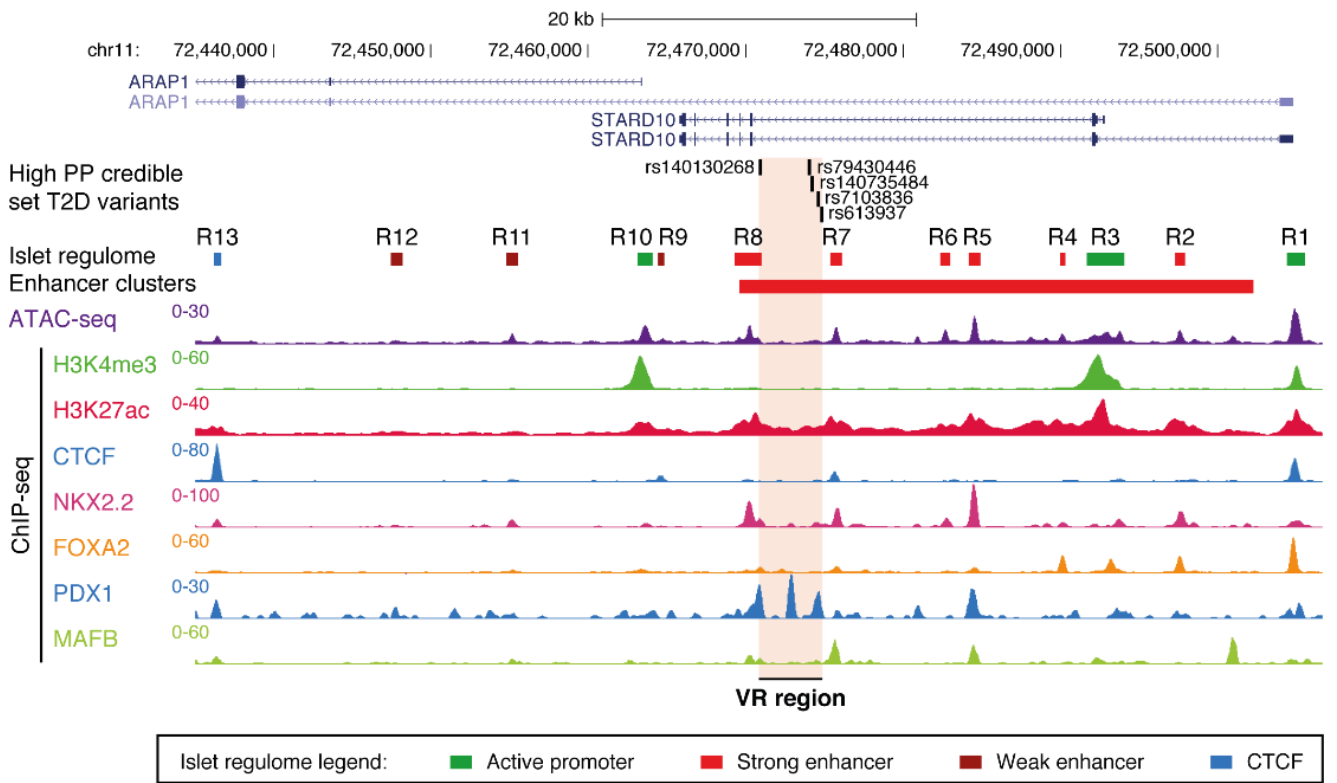 20 kb
chr11: 72,440,000 72,450,000 72,460,000 72,470,000 72,480,000 72,490,000 72,500,000
ARAP1
ARAP1
STARD10
STARD10
High PP credible
set T2D variants
rs140130268 rs79430446
rs140735484
rs7103836
rs613937
R13 R12 R11 R10 R9 R8 R7 R6 R5 R4 R3 R2 R1
Islet regulome
Enhancer clusters
ATAC-seq 0-30
ChIP-seq
H3K4me3 0-60
H3K27ac 0-40
CTCF 0-80
NKX2.2 0-100
FOXA2 0-60
PDX1 0-30
MAFB 0-60
VR region
Islet regulome legend: Active promoter Strong enhancer Weak enhancer CTCF